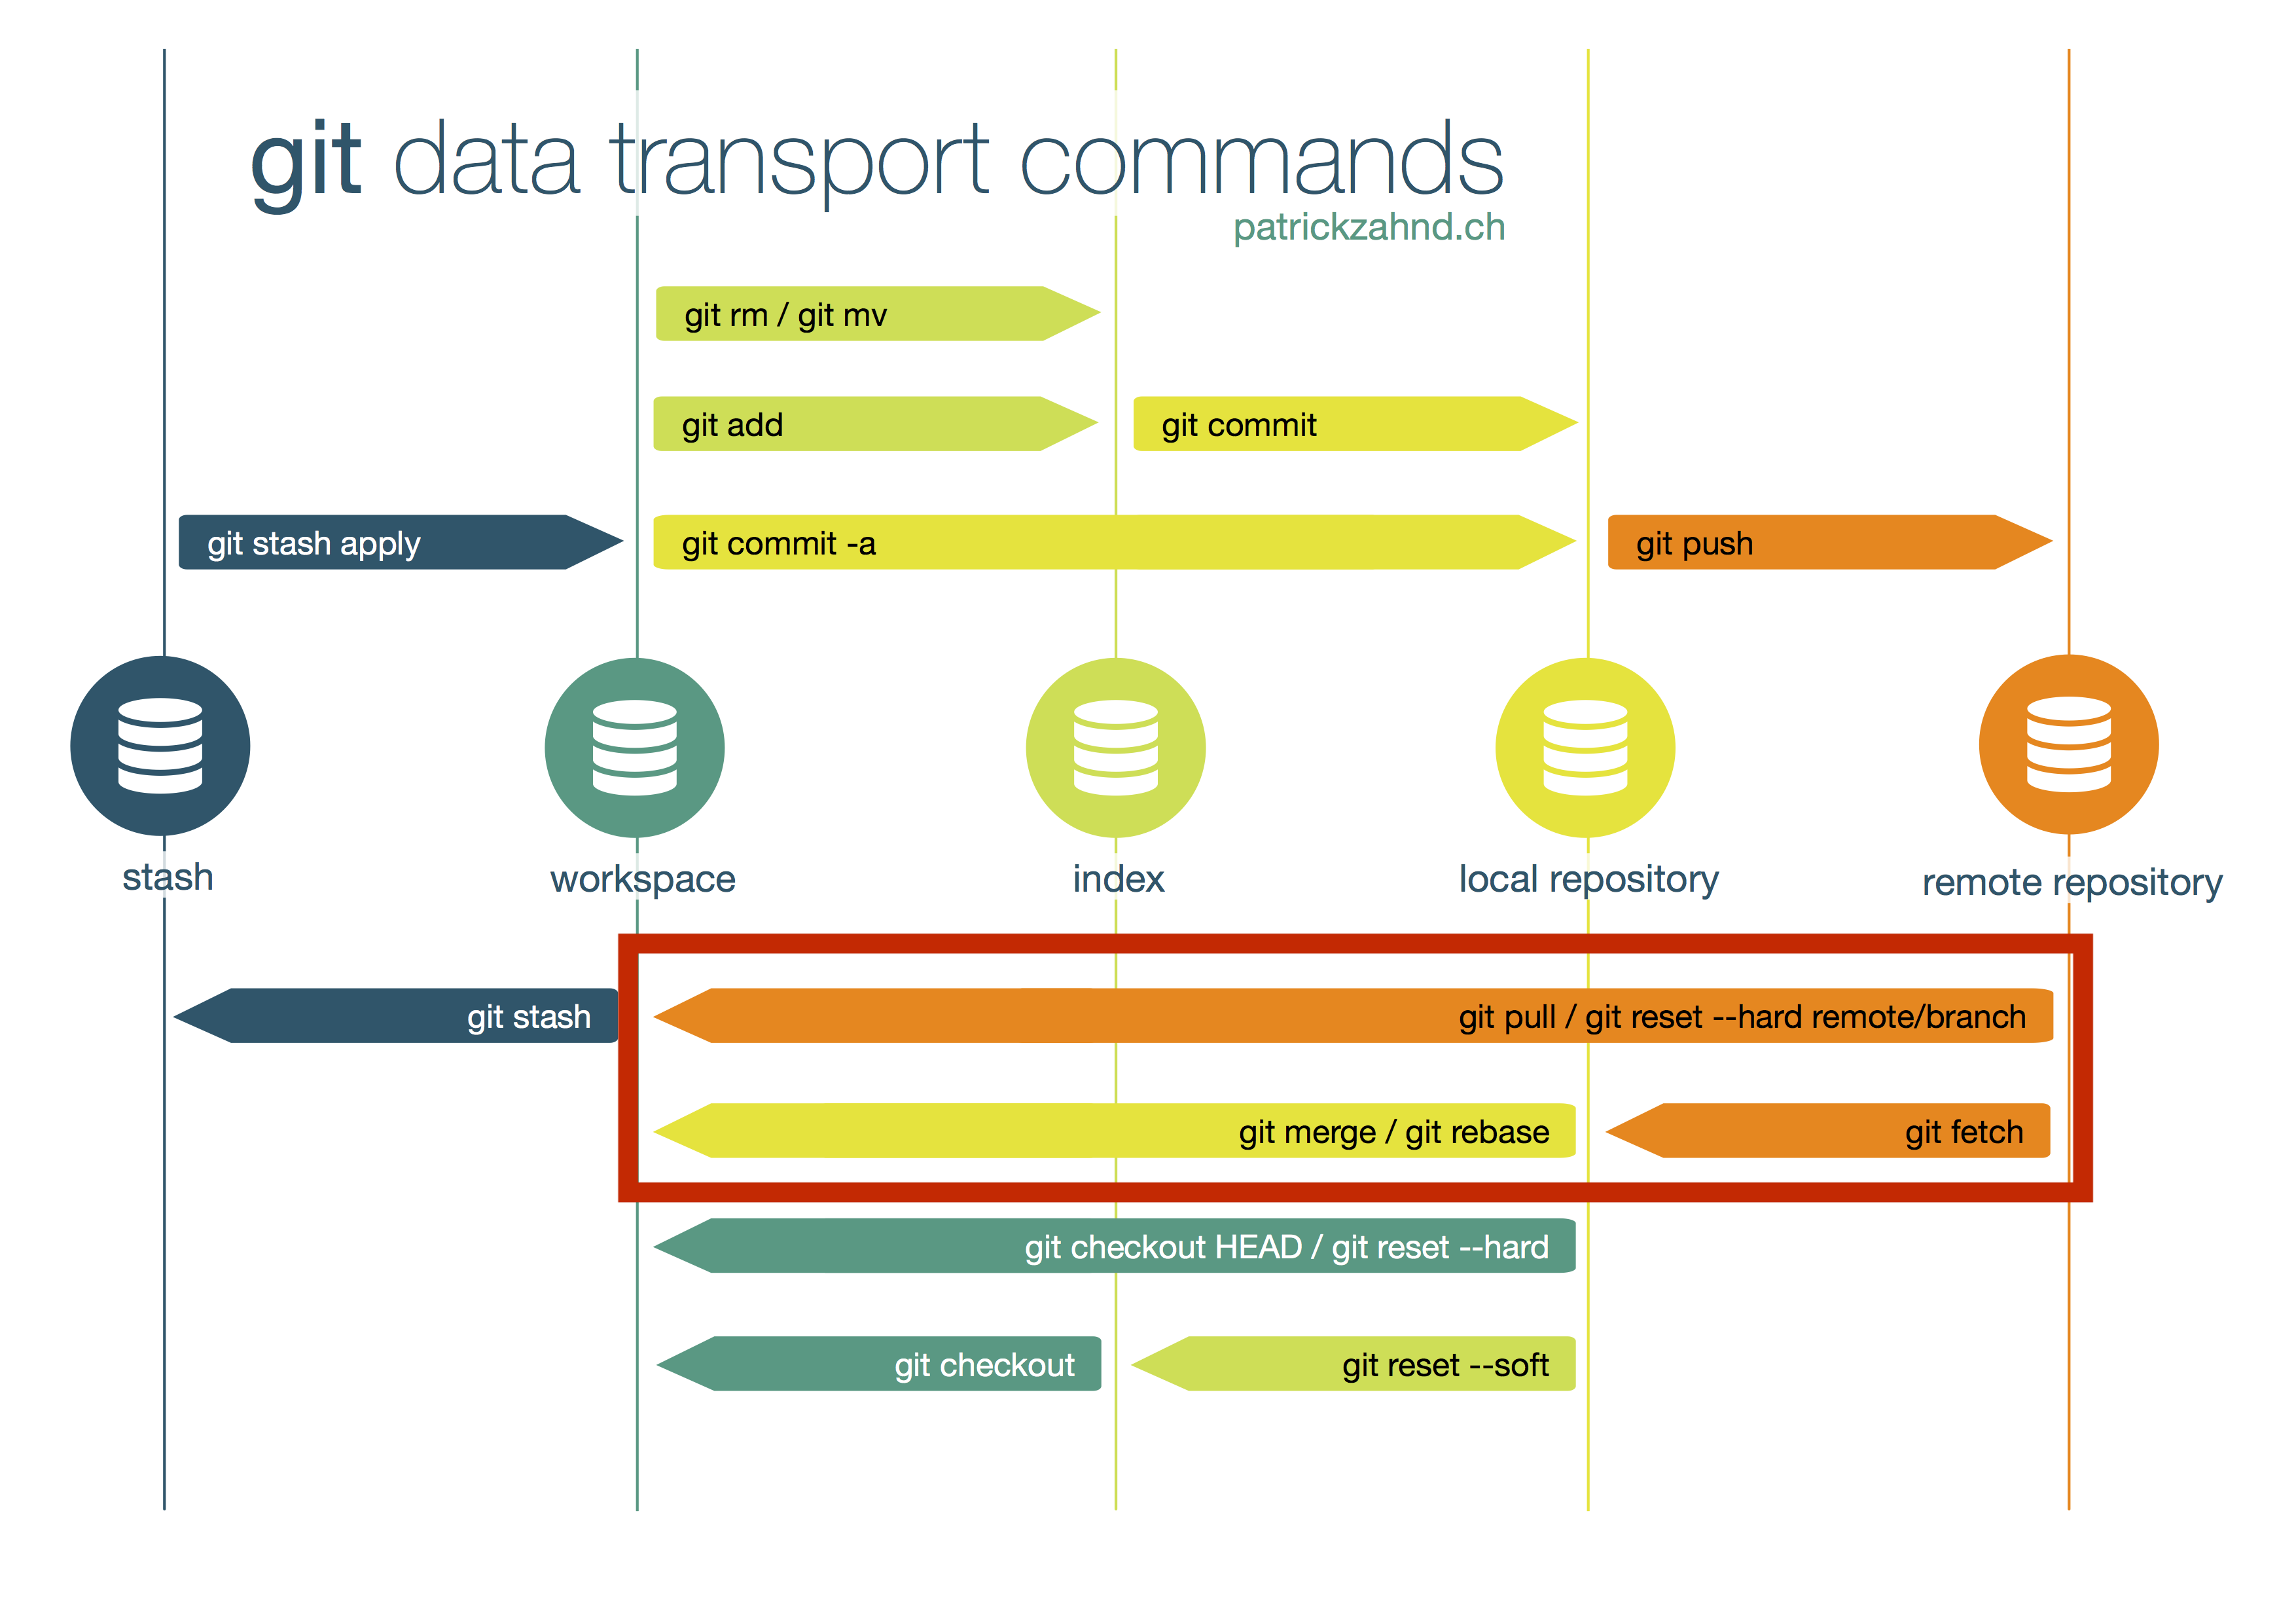 git data transport commands
patrickzahnd.ch
git rm / git mv
git add
git commit
git stash apply
git commit -a
git push
stash
workspace
index
local repository
remote repository
git stash
git pull / git reset --hard remote/branch
git merge / git rebase
git fetch
git checkout HEAD / git reset --hard
git checkout
git reset --soft